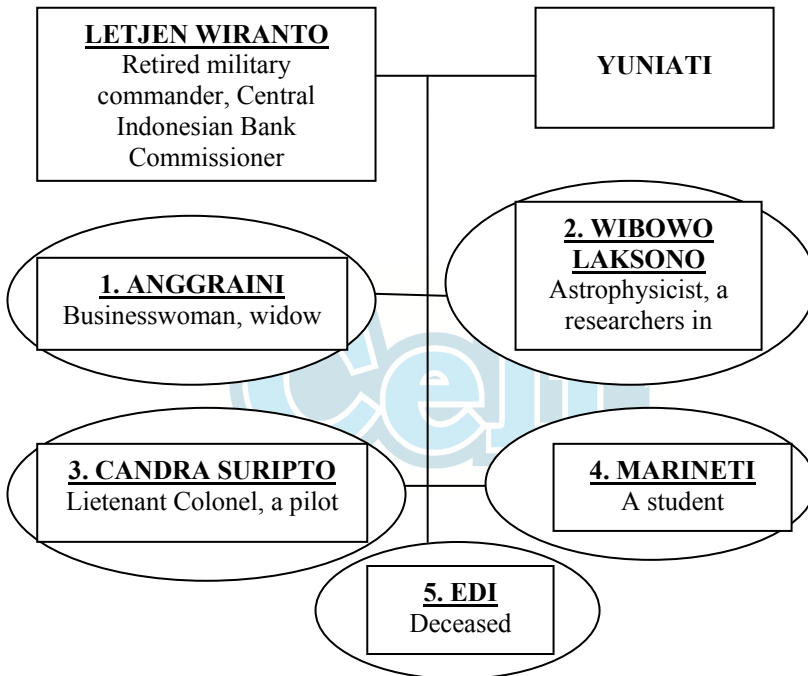 LETJEN WIRANTO
Retired military
commander, Central
Indonesian Bank
Commissioner
YUNIATI
1. ANGGRAINI
Businesswoman, widow
2. WIBOWO
LAKSONO
Astrophysicist, a
researchers in
3. CANDRA SURIPTO
Lietenant Colonel, a pilot
4. MARINETI
A student
5. EDI
Deceased